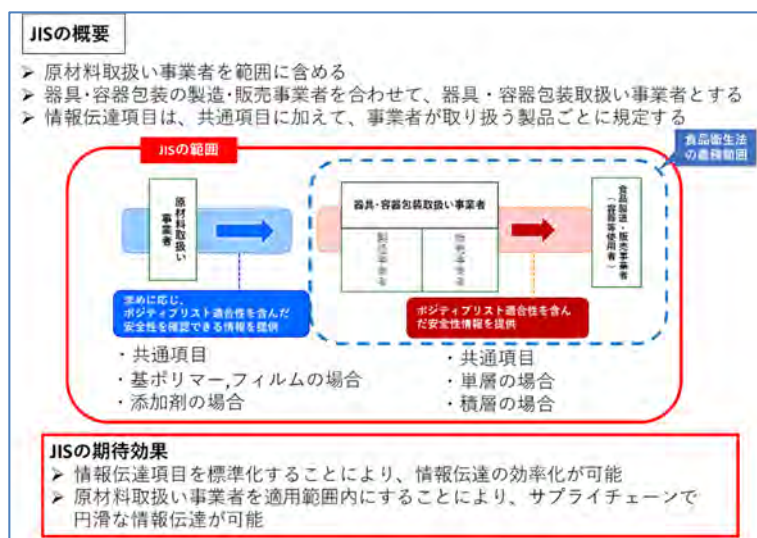 JISの概要
➤ 原材料取扱い事業者を範囲に含める
➤ 器具・容器包装の製造・販売事業者を合わせて、器具・容器包装取扱い事業者とする
➤ 情報伝達項目は、共通項目に加えて、事業者が取り扱う製品ごとに規定する
JISの範囲
食品衛生法
の義務範囲
原材料取扱い
事業者
器具・容器包装取扱い事業者
製造事業者
販売事業者
食品製造・販売事業者
（容器等使用者）
求めに応じ、
ポジティブリスト適合性を含んだ
安全性を確認できる情報を提供
ポジティブリスト適合性を含ん
だ安全性情報を提供
・共通項目
・基ポリマー,フィルムの場合
・添加剤の場合
・共通項目
・単層の場合
・積層の場合
JISの期待効果
➤ 情報伝達項目を標準化することにより、情報伝達の効率化が可能
➤ 原材料取扱い事業者を適用範囲内にすることにより、サプライチェーンで
円滑な情報伝達が可能